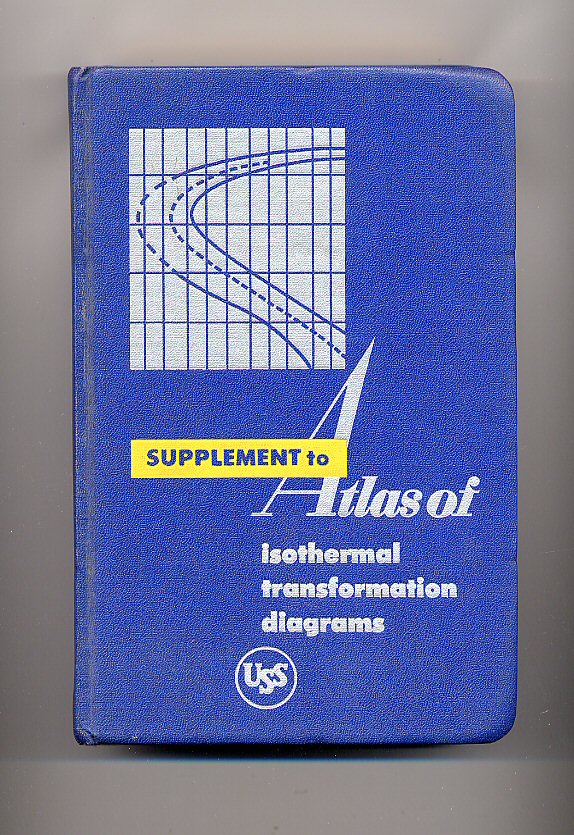 SUPPLEMENT to
Atlas of
isothermal
transformation
diagrams
USS